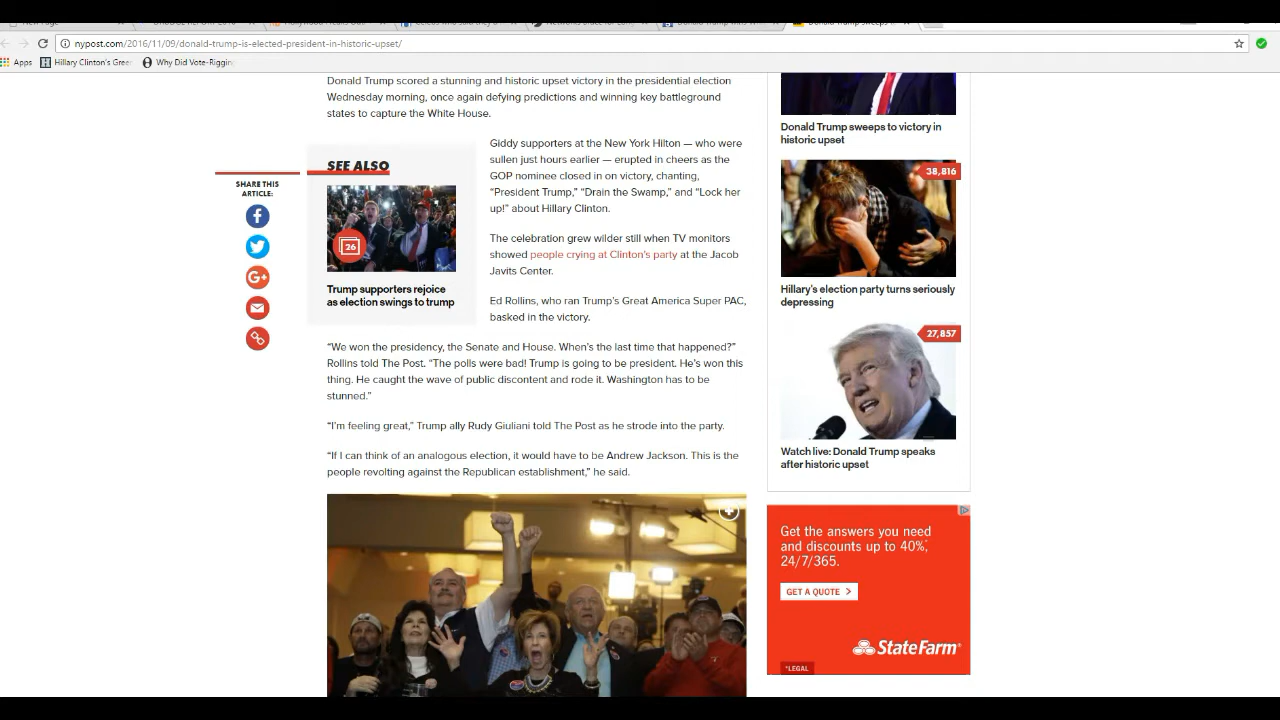 nypost.com/2016/11/09/donald-trump-is-elected-president-in-historic-upset/
Apps
Hillary Clinton's Gree
Why Did Vote-Riggin
Donald Trump scored a stunning and historic upset victory in the presidential election
Wednesday morning, once again defying predictions and winning key battleground
states to capture the White House.
SHARE THIS
ARTICLE:
SEE ALSO
26
Trump supporters rejoice
as election swings to trump
Giddy supporters at the New York Hilton — who were
sullen just hours earlier — erupted in cheers as the
GOP nominee closed in on victory, chanting,
“President Trump,” “Drain the Swamp,” and “Lock her
up!” about Hillary Clinton.
The celebration grew wilder still when TV monitors
showed people crying at Clinton’s party at the Jacob
Javits Center.
Ed Rollins, who ran Trump’s Great America Super PAC,
basked in the victory.
“We won the presidency, the Senate and House. When’s the last time that happened?”
Rollins told The Post. “The polls were bad! Trump is going to be president. He’s won this
thing. He caught the wave of public discontent and rode it. Washington has to be
stunned.”
“I’m feeling great,” Trump ally Rudy Giuliani told The Post as he strode into the party.
“If I can think of an analogous election, it would have to be Andrew Jackson. This is the
people revolting against the Republican establishment,” he said.
Donald Trump sweeps to victory in
historic upset
38,816
Hillary’s election party turns seriously
depressing
27,857
Watch live: Donald Trump speaks
after historic upset
Get the answers you need
and discounts up to 40%,*
24/7/365.
GET A QUOTE >
StateFarm
*LEGAL